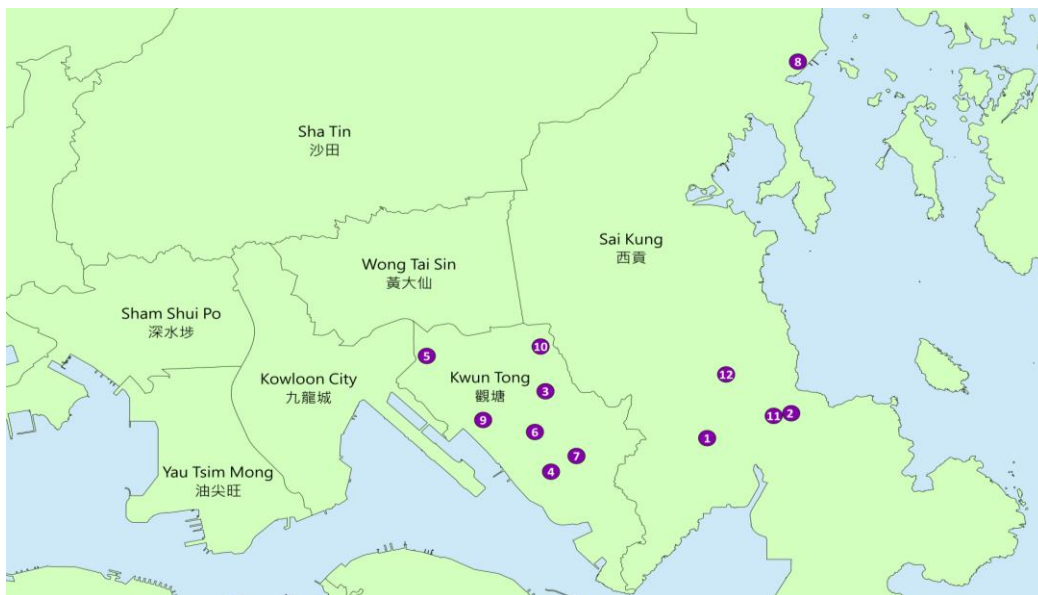 8
Sha Tin
沙田
Sai Kung
西貢
Wong Tai Sin
黃大仙
Sham Shui Po
深水埗
5
10
Kowloon City
九龍城
Kwun Tong
觀塘
3
12
9
6
11
2
1
7
4
Yau Tsim Mong
油尖旺